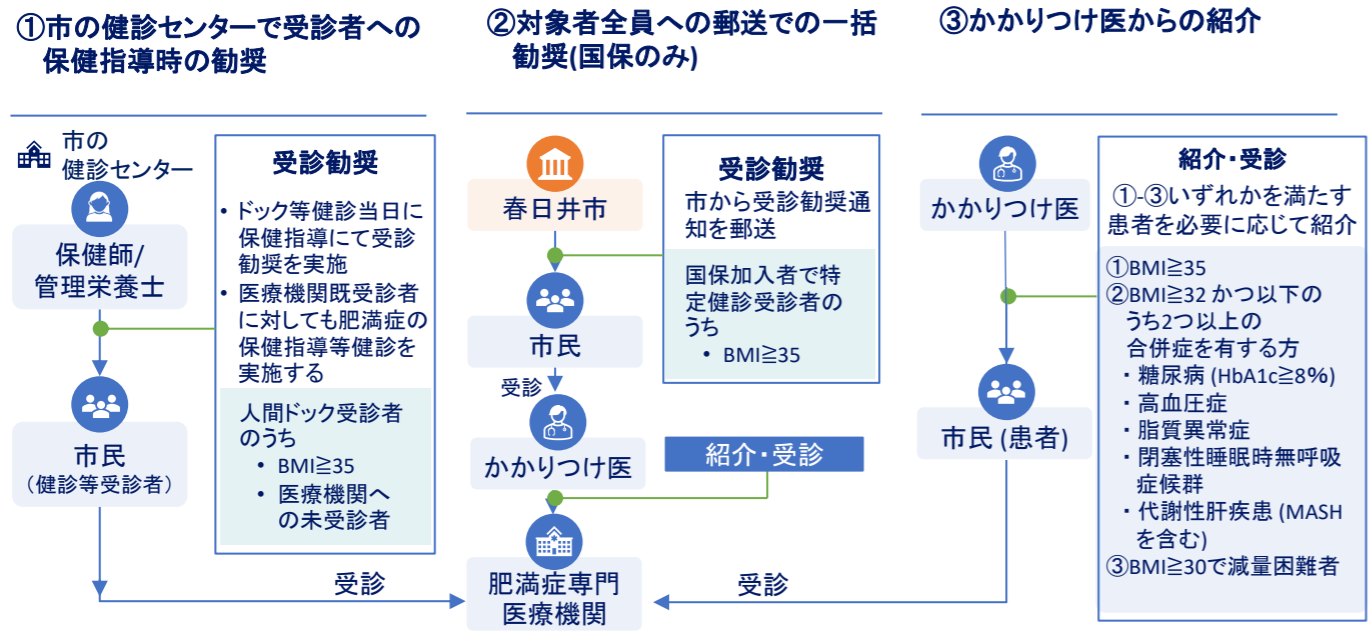 ①市の健診センターで受診者への
保健指導時の勧奨
市の
健診センター
保健師/
管理栄養士
市民
（健診等受診者）
受診勧奨
• ドック等健診当日に
保健指導にて受診
勧奨を実施
• 医療機関既受診者
に対しても肥満症の
保健指導等健診を
実施する
人間ドック受診者
のうち
• BMI≧35
• 医療機関へ
の未受診者
受診
②対象者全員への郵送での一括
勧奨(国保のみ)
春日井市
市民
受診
かかりつけ医
肥満症専門
医療機関
受診勧奨
市から受診勧奨通
知を郵送
国保加入者で特
定健診受診者の
うち
• BMI≧35
紹介・受診
③かかりつけ医からの紹介
かかりつけ医
市民 (患者)
受診
紹介・受診
①-③いずれかを満たす
患者を必要に応じて紹介
①BMI≧35
②BMI≧32 かつ以下の
うち2つ以上の
合併症を有する方
・糖尿病 (HbA1c≧8%)
・高血圧症
・脂質異常症
・閉塞性睡眠時無呼吸
症候群
・代謝性肝疾患 (MASH
を含む)
③BMI≧30で減量困難者